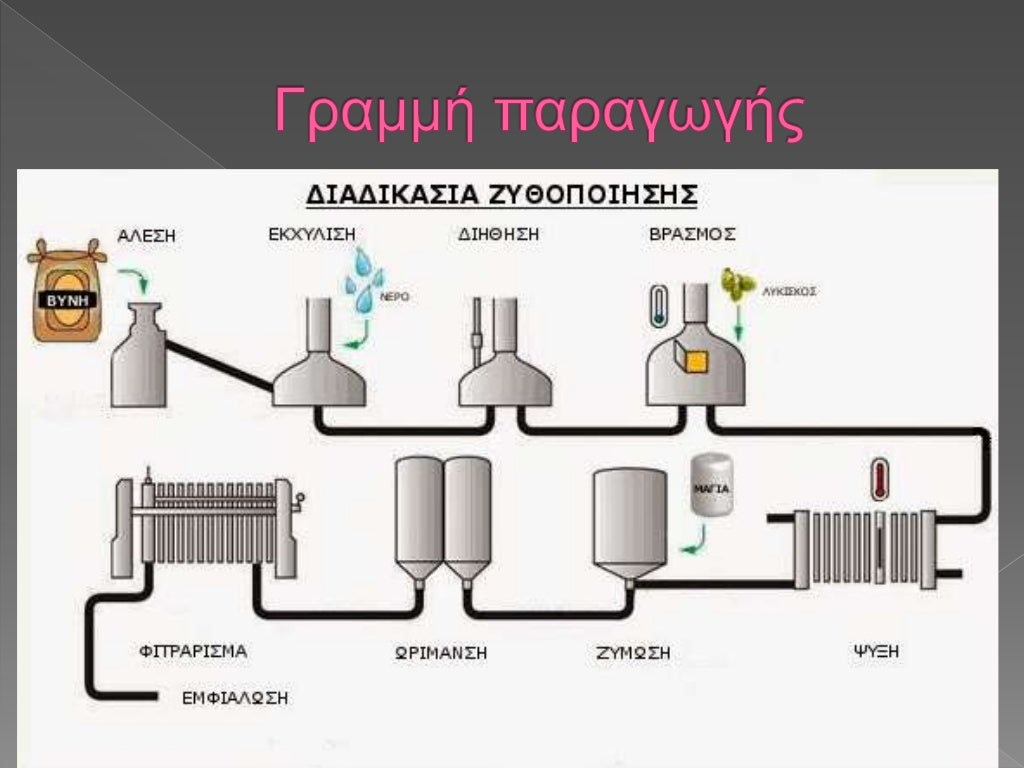 Γραμμή παραγωγής
ΔΙΑΔΙΚΑΣΙΑ ΖΥΘΟΠΟΙΗΣΗΣ
ΑΛΕΣΗ
ΕΚΧΥΛΙΣΗ
ΔΙΗΘΗΣΗ
ΒΡΑΣΜΟΣ
ΒΥΝΗ
ΝΕΡΟ
ΛΥΚΙΣΚΟΣ
ΜΑΓΙΑ
ΦΙΤΡΑΡΙΣΜΑ
ΩΡΙΜΑΝΣΗ
ΖΥΜΩΣΗ
ΨΥΞΗ
ΕΜΦΙΑΛΩΣΗ